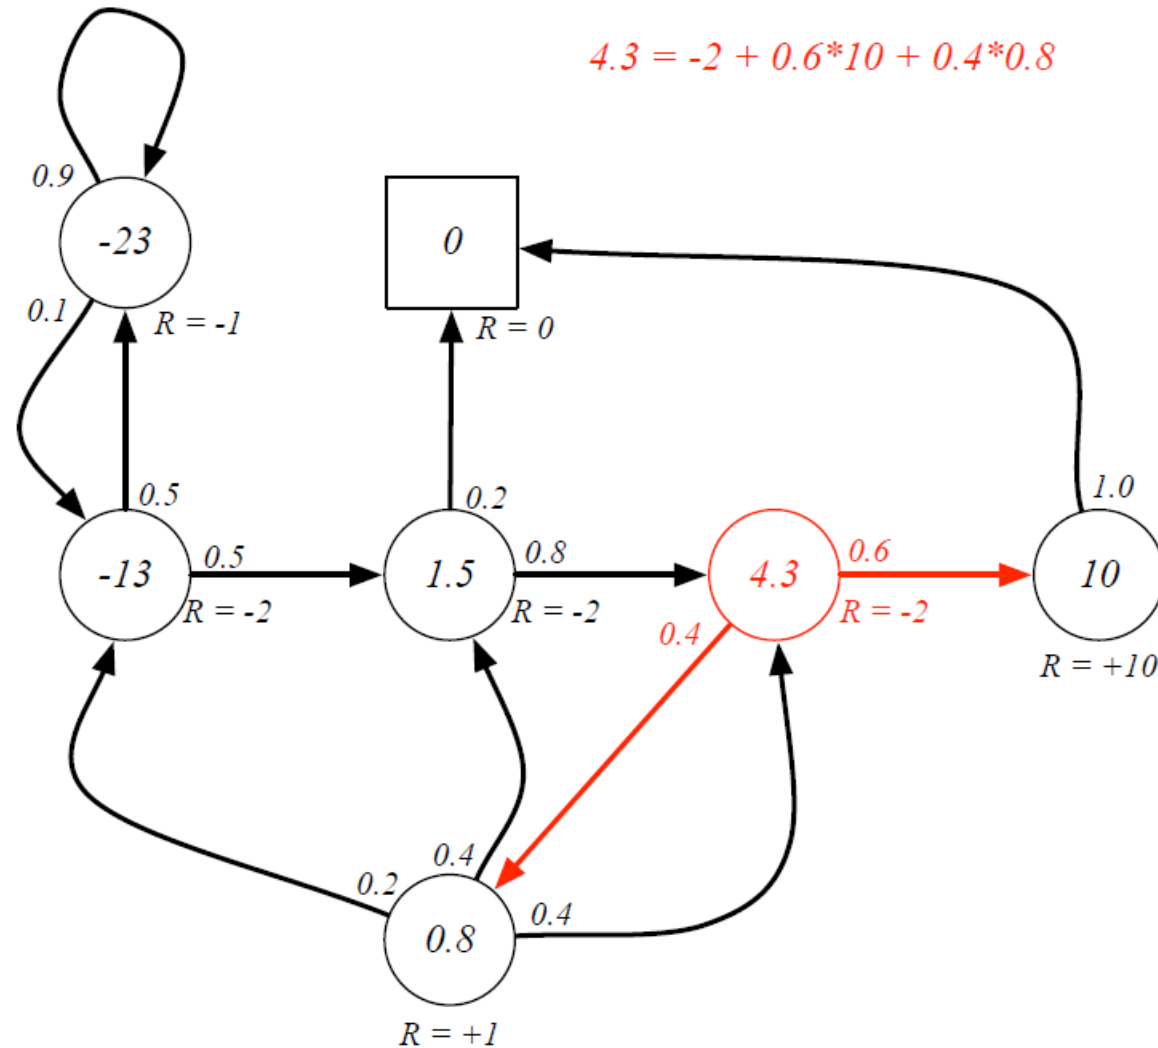 4.3 = -2 + 0.6*10 + 0.4*0.8
0.9
-23
0
0.1
R = -1
R = 0
0.5
0.2
1.0
-13
0.5
1.5
0.8
4.3
0.6
10
R = -2
R = -2
0.4
R = -2
R = +10
0.4
0.2
0.4
0.8
R = +1